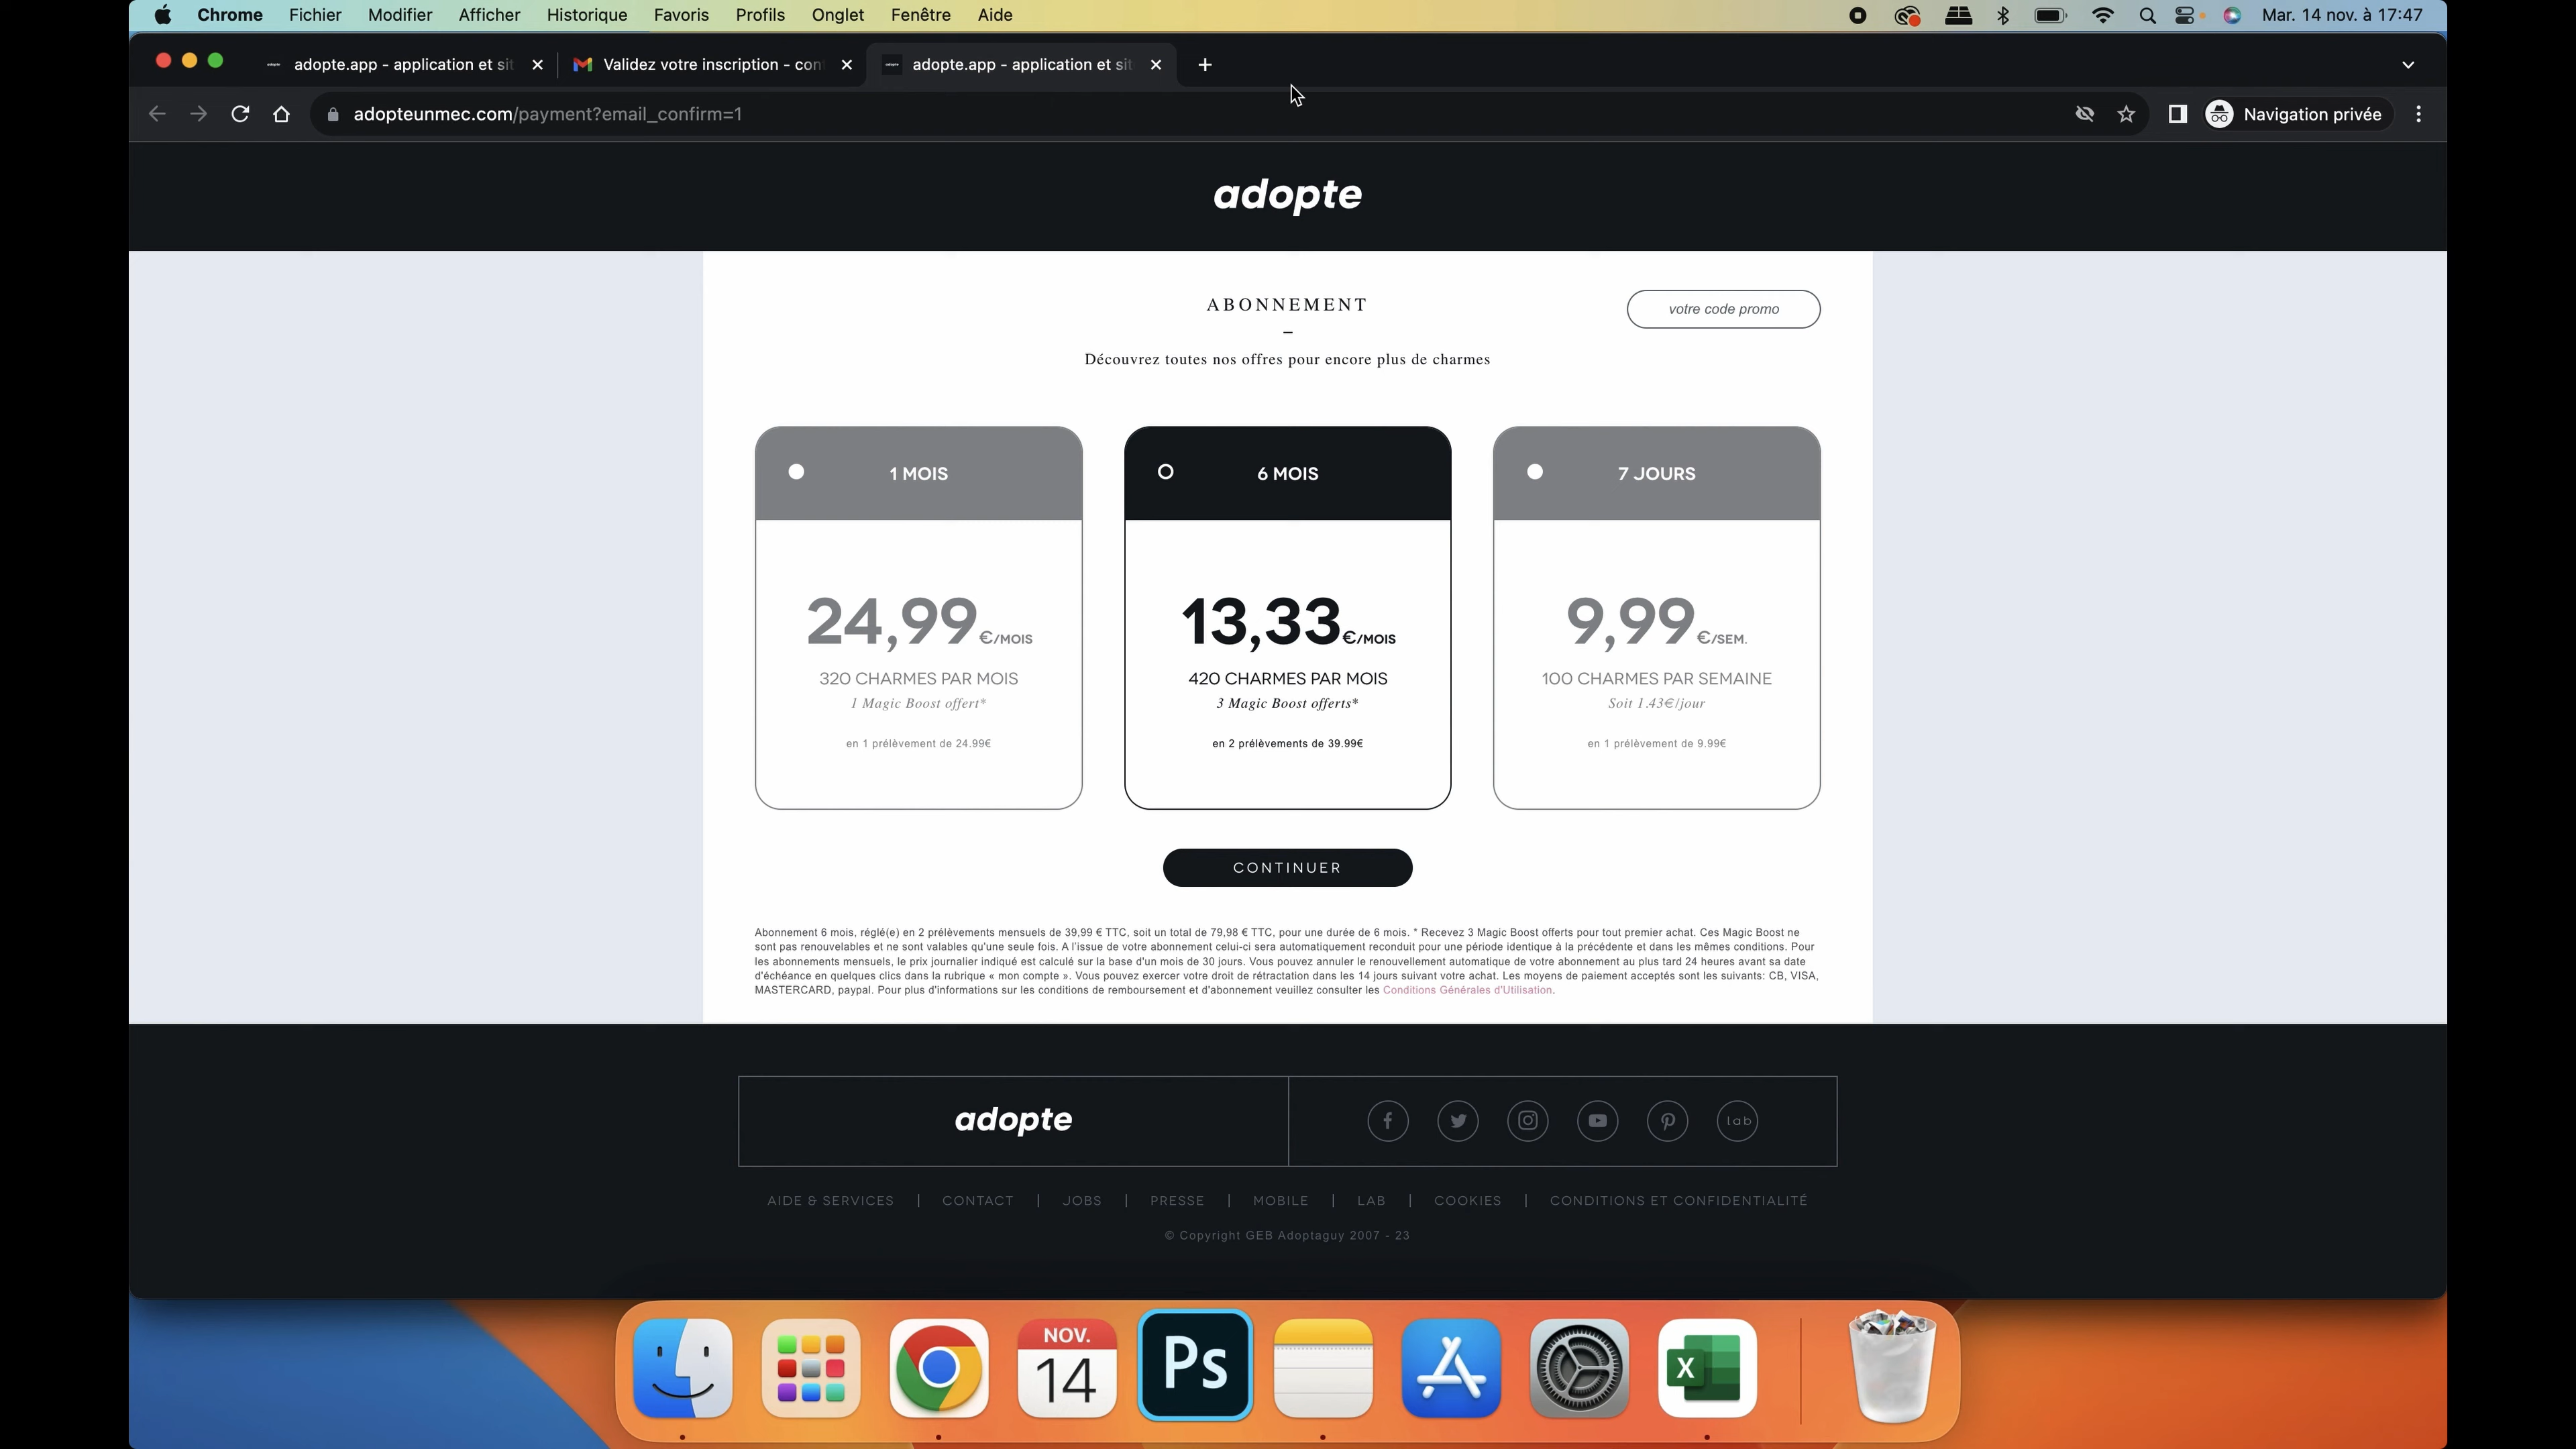 Chrome Fichier Modifier Afficher Historique Favoris Profils Onglet Fenêtre Aide Mar. 14 nov. à 17:47
adopte.app - application et sit Validez votre inscription - con adopte.app - application et sit
adopteunmec.com/payment?email_confirm=1 Navigation privée
adopte
ABONNEMENT
votre code promo
–
Découvrez toutes nos offres pour encore plus de charmes
1 MOIS
24,99€/MOIS
320 CHARMES PAR MOIS
1 Magic Boost offert*
en 1 prélèvement de 24.99€
6 MOIS
13,33€/MOIS
420 CHARMES PAR MOIS
3 Magic Boost offerts*
en 2 prélèvements de 39.99€
7 JOURS
9,99€/SEM.
100 CHARMES PAR SEMAINE
Soit 1.43€/jour
en 1 prélèvement de 9.99€
CONTINUER
Abonnement 6 mois, réglé(e) en 2 prélèvements mensuels de 39,99 € TTC, soit un total de 79,98 € TTC, pour une durée de 6 mois. * Recevez 3 Magic Boost offerts pour tout premier achat. Ces Magic Boost ne
sont pas renouvelables et ne sont valables qu'une seule fois. A l'issue de votre abonnement celui-ci sera automatiquement reconduit pour une période identique à la précédente et dans les mêmes conditions. Pour
les abonnements mensuels, le prix journalier indiqué est calculé sur la base d'un mois de 30 jours. Vous pouvez annuler le renouvellement automatique de votre abonnement au plus tard 24 heures avant sa date
d'échéance en quelques clics dans la rubrique « mon compte ». Vous pouvez exercer votre droit de rétractation dans les 14 jours suivant votre achat. Les moyens de paiement acceptés sont les suivants: CB, VISA,
MASTERCARD, paypal. Pour plus d'informations sur les conditions de remboursement et d'abonnement veuillez consulter les Conditions Générales d'Utilisation.
adopte
lab
AIDE & SERVICES | CONTACT | JOBS | PRESSE | MOBILE | LAB | COOKIES | CONDITIONS ET CONFIDENTIALITÉ
© Copyright GEB Adoptaguy 2007 - 23
NOV.
14
Ps
X